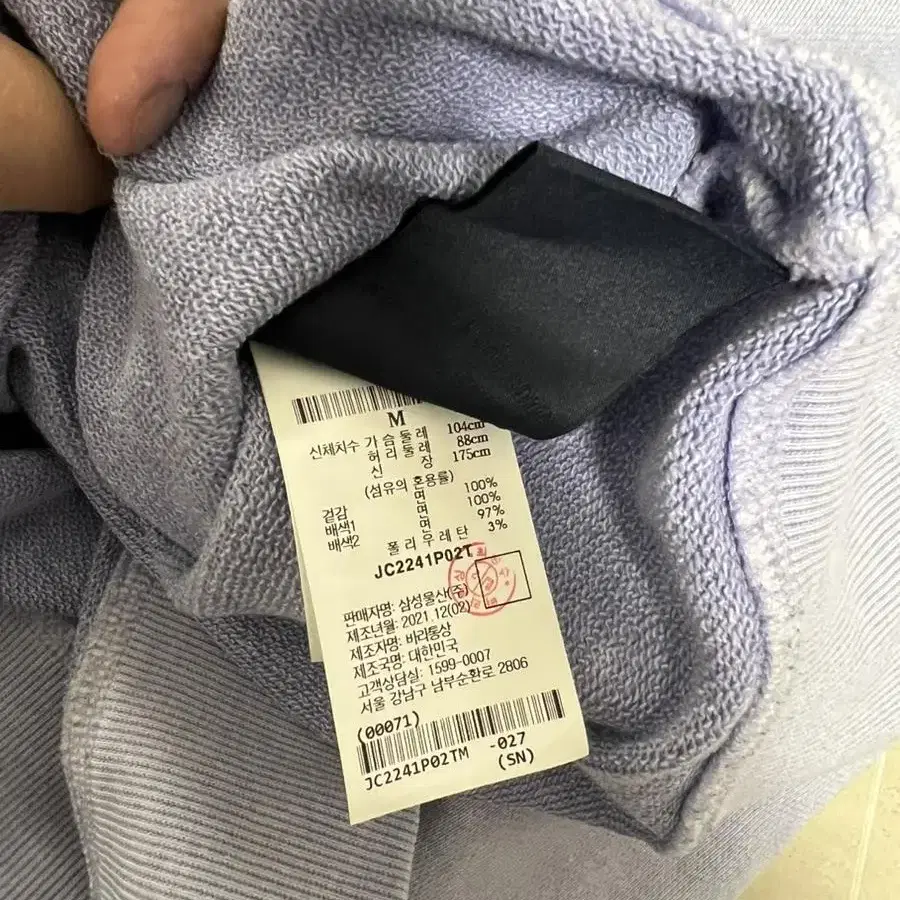 M
신체치수 가슴둘레 104cm
허리둘레 88cm
신 장 175cm
(섬유의 혼용률)
겉감 면 100%
배색1 면 100%
배색2 면 97%
폴리우레탄 3%
JC2241P02T
판매자명: 삼성물산(주)
제조년월: 2021.12(02)
제조자명: 바리통상
제조국명: 대한민국
고객상담실: 1599-0007
서울 강남구 남부순환로 2806
(00071)
JC2241P02TM -027
(SN)